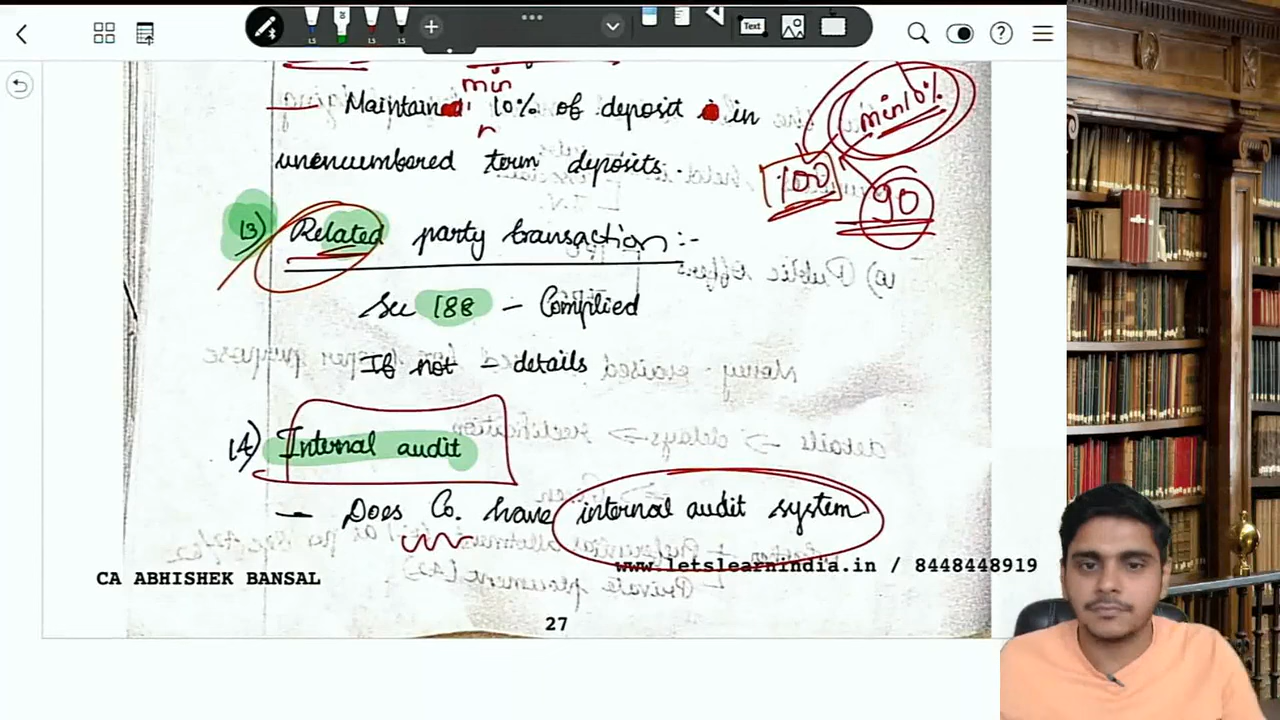 Text
min
Maintained 10% of deposit is in
min 10%
unencumbered term deposits.
100
90
13) Related party transaction :-
Sec 188 - Complied
If not - details
14) Internal audit
- Does Co. have internal audit system
www.letslearnindia.in / 8448448919
CA ABHISHEK BANSAL
27